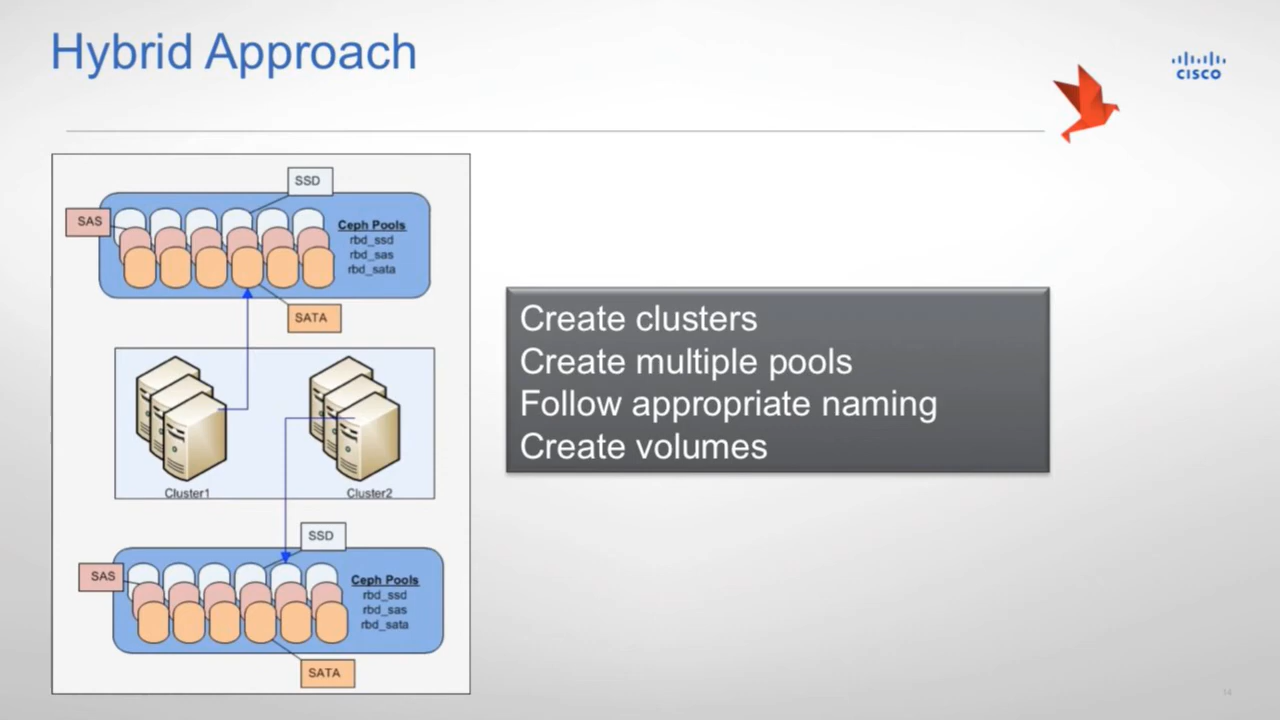 Hybrid Approach
CISCO
SSD
SAS
Ceph Pools
rbd_ssd
rbd_sas
rbd_sata
SATA
Cluster1
Cluster2
SSD
SAS
Ceph Pools
rbd_ssd
rbd_sas
rbd_sata
SATA
Create clusters
Create multiple pools
Follow appropriate naming
Create volumes
14